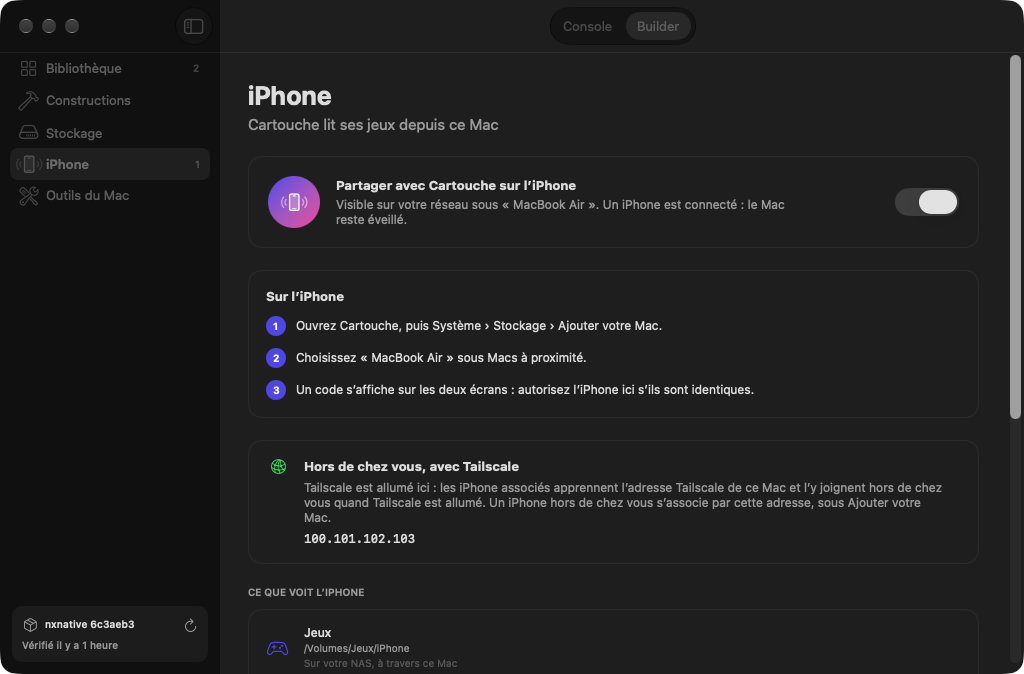 Console
Builder
Bibliothèque 2
Constructions
Stockage
iPhone 1
Outils du Mac
nxnative 6c3aeb3
Vérifié il y a 1 heure
iPhone
Cartouche lit ses jeux depuis ce Mac
Partager avec Cartouche sur l’iPhone
Visible sur votre réseau sous « MacBook Air ». Un iPhone est connecté : le Mac
reste éveillé.
Sur l’iPhone
1 Ouvrez Cartouche, puis Système › Stockage › Ajouter votre Mac.
2 Choisissez « MacBook Air » sous Macs à proximité.
3 Un code s’affiche sur les deux écrans : autorisez l’iPhone ici s’ils sont identiques.
Hors de chez vous, avec Tailscale
Tailscale est allumé ici : les iPhone associés apprennent l’adresse Tailscale de ce Mac et l’y joignent hors de chez
vous quand Tailscale est allumé. Un iPhone hors de chez vous s’associe par cette adresse, sous Ajouter votre
Mac.
100.101.102.103
CE QUE VOIT L’IPHONE
Jeux
/Volumes/Jeux/iPhone
Sur votre NAS, à travers ce Mac